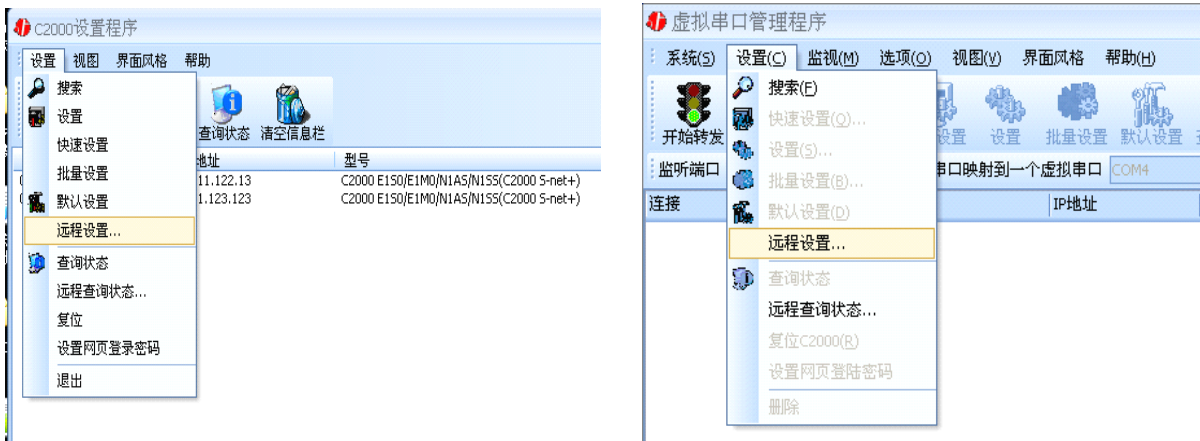 C2000设置程序
设置 视图 界面风格 帮助
搜索
设置
快速设置
批量设置
默认设置
远程设置...
查询状态
远程查询状态...
复位
设置网页登录密码
退出
查询状态 清空信息栏
地址 型号
11.122.13 C2000 E1S0/E1M0/N1A5/N1S5(C2000 S-net+)
1.123.123 C2000 E1S0/E1M0/N1A5/N1S5(C2000 S-net+)
虚拟串口管理程序
系统(S) 设置(C) 监视(M) 选项(O) 视图(V) 界面风格 帮助(H)
开始转发
搜索(F)
快速设置(Q)...
设置(S)...
批量设置(B)...
默认设置(D)
远程设置...
查询状态
远程查询状态...
复位C2000(R)
设置网页登陆密码
删除
设置 设置 批量设置 默认设置
监听端口 串口映射到一个虚拟串口 COM4
连接 IP地址